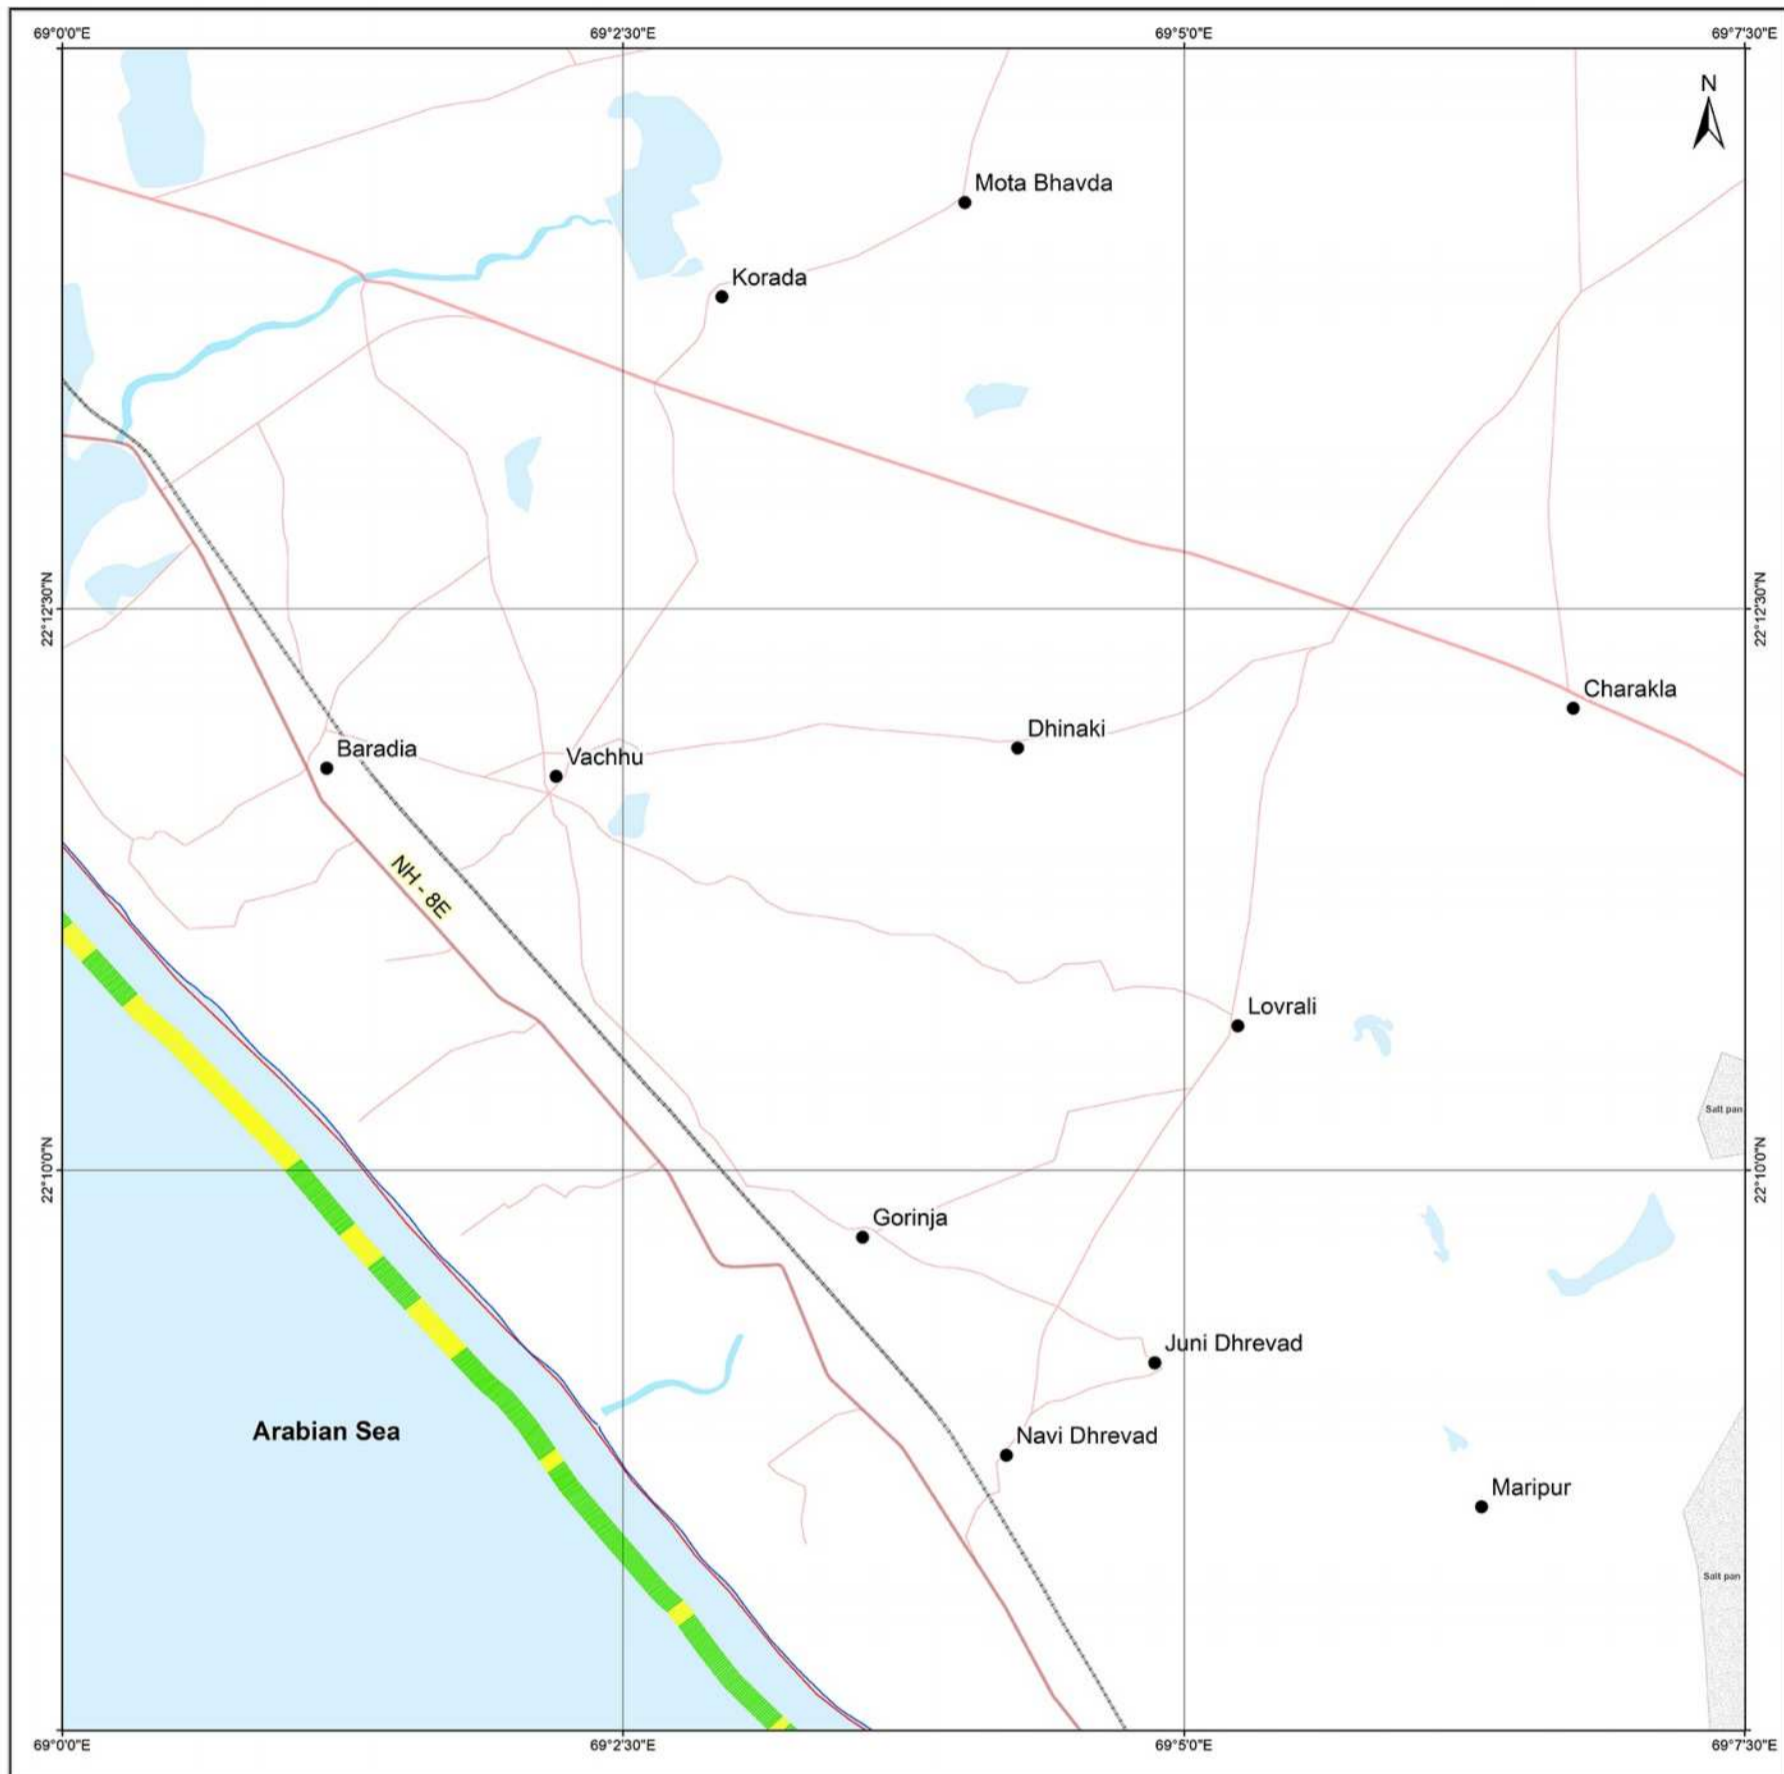 69°0'0"E
69°2'30"E
69°5'0"E
69°7'30"E
N
Mota Bhavda
Korada
22°12'30"N
22°12'30"N
Charakla
Dhinaki
Baradia
Vachhu
NH - 8E
Lovrali
Salt pan
22°10'0"N
22°10'0"N
Gorinja
Juni Dhrevad
Arabian Sea
Navi Dhrevad
Maripur
Salt pan
69°0'0"E
69°2'30"E
69°5'0"E
69°7'30"E